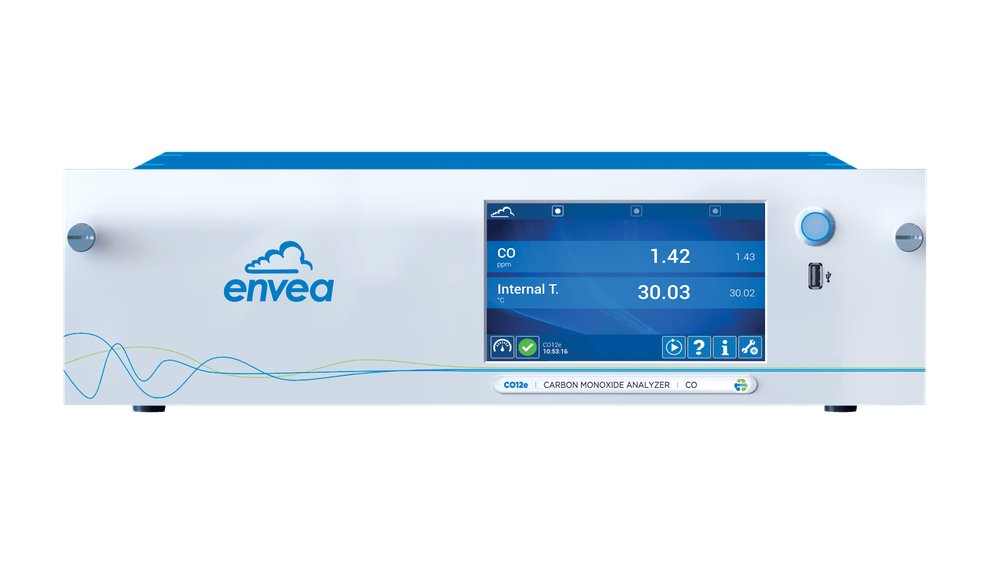 envea
CO
ppm
1.42
1.43
Internal T.
°C
30.03
30.02
CO12e
10:53:16
CO12e | CARBON MONOXIDE ANALYZER | CO